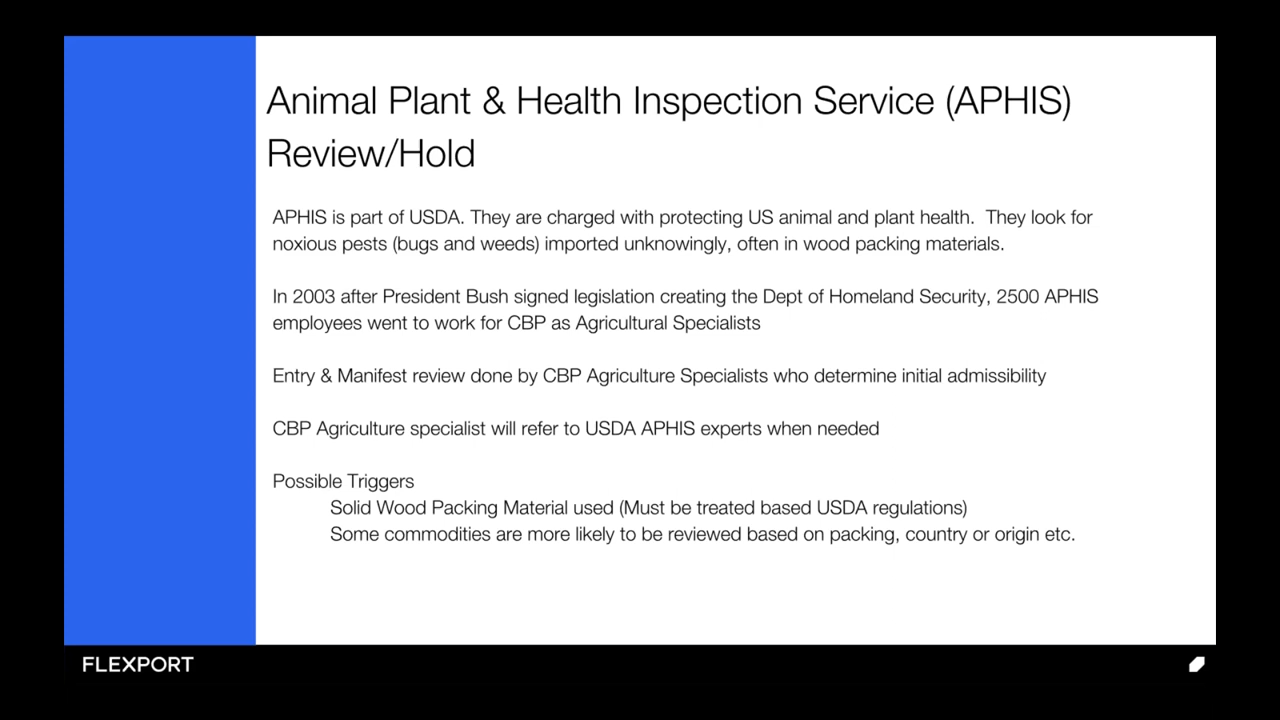 Animal Plant & Health Inspection Service (APHIS)
Review/Hold
APHIS is part of USDA. They are charged with protecting US animal and plant health.  They look for
noxious pests (bugs and weeds) imported unknowingly, often in wood packing materials.
In 2003 after President Bush signed legislation creating the Dept of Homeland Security, 2500 APHIS
employees went to work for CBP as Agricultural Specialists
Entry & Manifest review done by CBP Agriculture Specialists who determine initial admissibility
CBP Agriculture specialist will refer to USDA APHIS experts when needed
Possible Triggers
Solid Wood Packing Material used (Must be treated based USDA regulations)
Some commodities are more likely to be reviewed based on packing, country or origin etc.
FLEXPORT